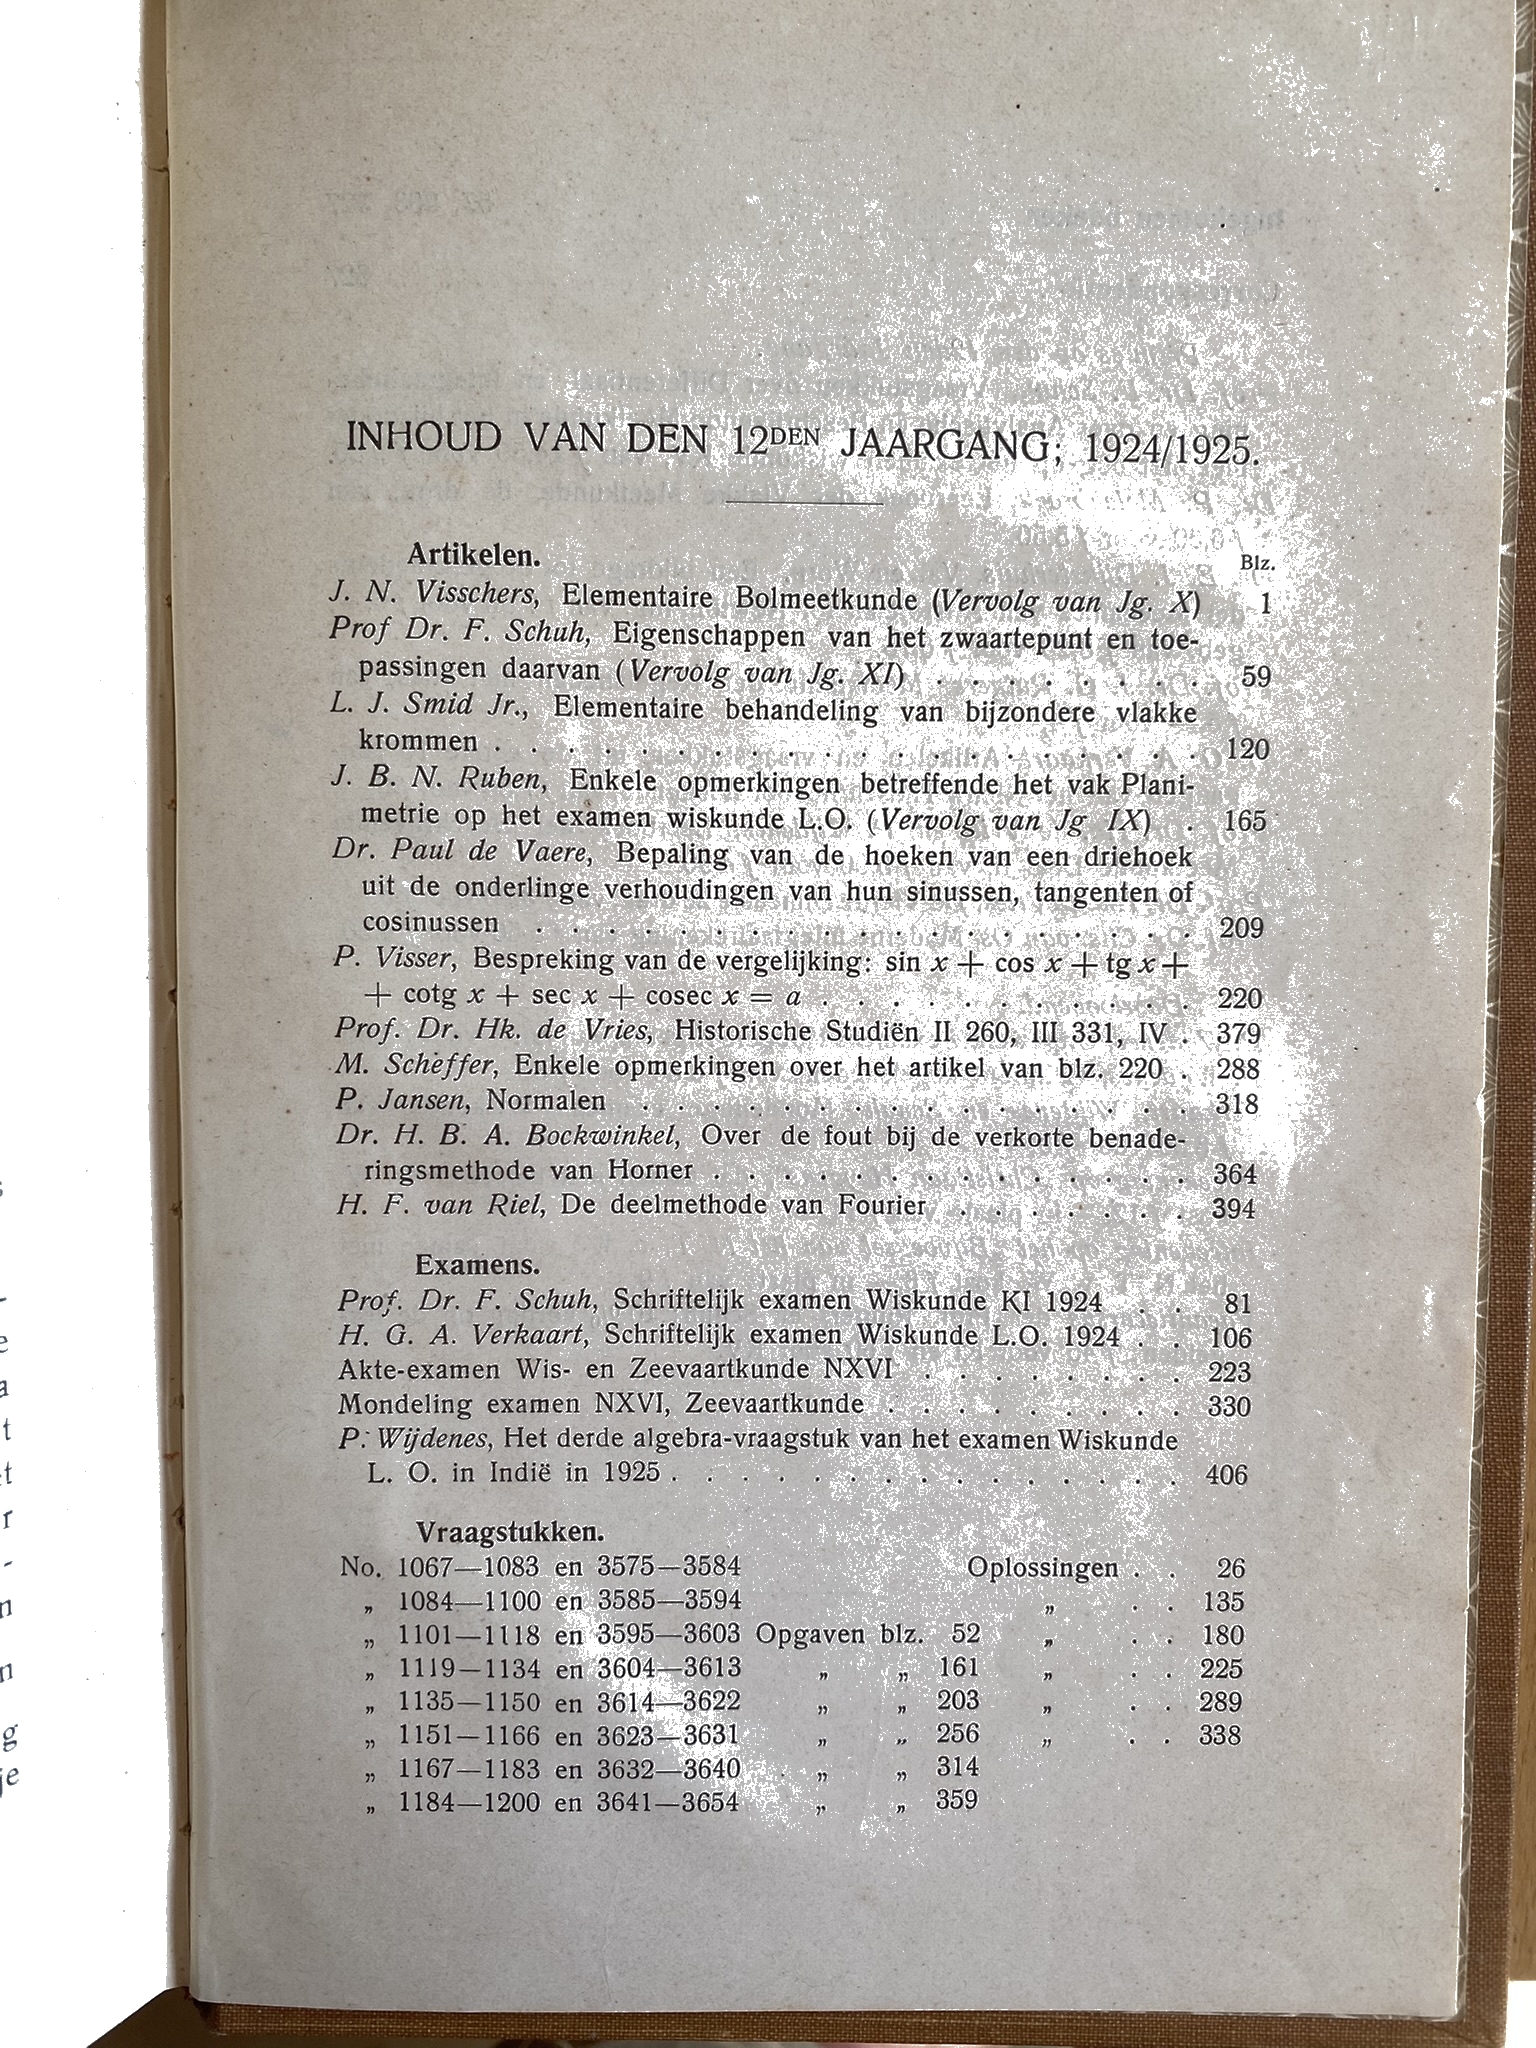 INHOUD VAN DEN 12DEN JAARGANG; 1924/1925.
Artikelen.
Blz.
J. N. Visschers, Elementaire Bolmeetkunde (Vervolg van Jg. X) 1
Prof Dr. F. Schuh, Eigenschappen van het zwaartepunt en toe-
passingen daarvan (Vervolg van Jg. XI) . . . . . . . . 59
L. J. Smid Jr., Elementaire behandeling van bijzondere vlakke
krommen . . . . . . . . . . . . . . . . . . . . 120
J. B. N. Ruben, Enkele opmerkingen betreffende het vak Plani-
metrie op het examen wiskunde L.O. (Vervolg van Jg IX) . 165
Dr. Paul de Vaere, Bepaling van de hoeken van een driehoek
uit de onderlinge verhoudingen van hun sinussen, tangenten of
cosinussen . . . . . . . . . . . . . . . . . . . 209
P. Visser, Bespreking van de vergelijking: sin x + cos x + tg x +
+ cotg x + sec x + cosec x = a . . . . . . . . . . . 220
Prof. Dr. Hk. de Vries, Historische Studiën II 260, III 331, IV . 379
M. Scheffer, Enkele opmerkingen over het artikel van blz. 220 . 288
P. Jansen, Normalen . . . . . . . . . . . . . . . . 318
Dr. H. B. A. Bockwinkel, Over de fout bij de verkorte benade-
ringsmethode van Horner . . . . . . . . . . . . . . 364
H. F. van Riel, De deelmethode van Fourier . . . . . . . 394
Examens.
Prof. Dr. F. Schuh, Schriftelijk examen Wiskunde KI 1924 . . 81
H. G. A. Verkaart, Schriftelijk examen Wiskunde L.O. 1924 . . 106
Akte-examen Wis- en Zeevaartkunde NXVI . . . . . . . . 223
Mondeling examen NXVI, Zeevaartkunde . . . . . . . . . 330
P. Wijdenes, Het derde algebra-vraagstuk van het examen Wiskunde
L. O. in Indië in 1925 . . . . . . . . . . . . . . . 406
Vraagstukken.
No. 1067—1083 en 3575—3584 Oplossingen . . 26
„ 1084—1100 en 3585—3594 „ . . 135
„ 1101—1118 en 3595—3603 Opgaven blz. 52 „ . . 180
„ 1119—1134 en 3604—3613 „ „ 161 „ . . 225
„ 1135—1150 en 3614—3622 „ „ 203 „ . . 289
„ 1151—1166 en 3623—3631 „ „ 256 „ . . 338
„ 1167—1183 en 3632—3640 „ „ 314
„ 1184—1200 en 3641—3654 „ „ 359